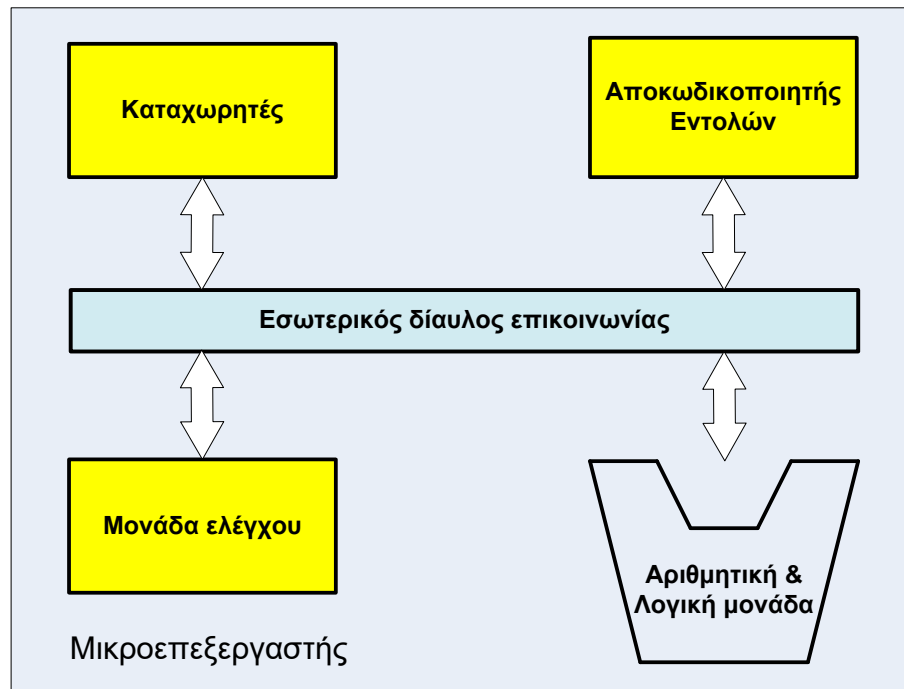 Καταχωρητές
Αποκωδικοποιητής
Εντολών
Εσωτερικός δίαυλος επικοινωνίας
Μονάδα ελέγχου
Αριθμητική &
Λογική μονάδα
Μικροεπεξεργαστής